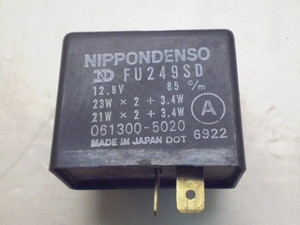 NIPPONDENSO
ND FU249SD
12.8V 85 c/m
23W × 2 + 3.4W
21W × 2 + 3.4W
A
061300-5020
6922
MADE IN JAPAN DOT